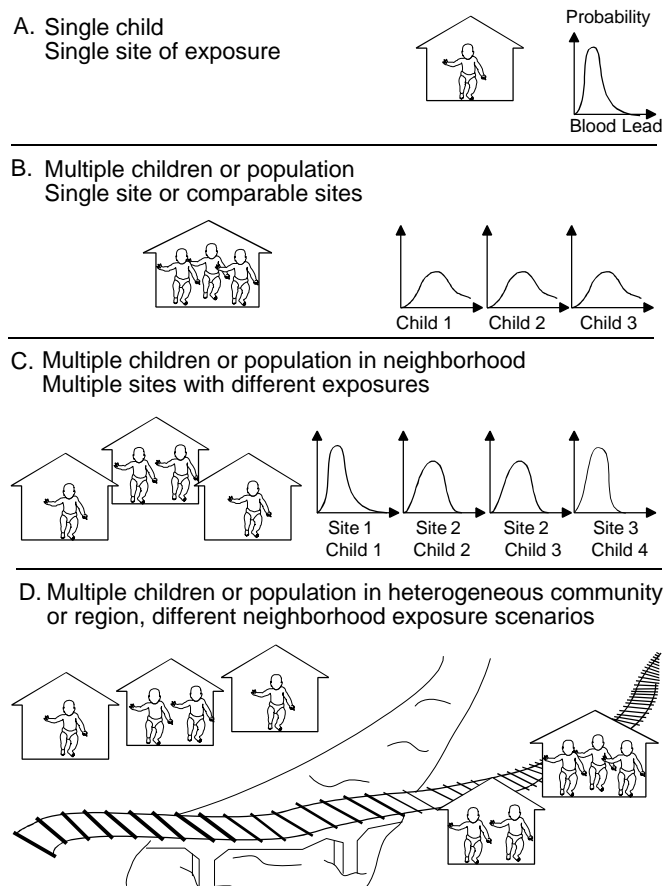 A. Single child
Single site of exposure
Probability
Blood Lead
B. Multiple children or population
Single site or comparable sites
Child 1 Child 2 Child 3
C. Multiple children or population in neighborhood
Multiple sites with different exposures
Site 1 Site 2 Site 2 Site 3
Child 1 Child 2 Child 3 Child 4
D. Multiple children or population in heterogeneous community
or region, different neighborhood exposure scenarios